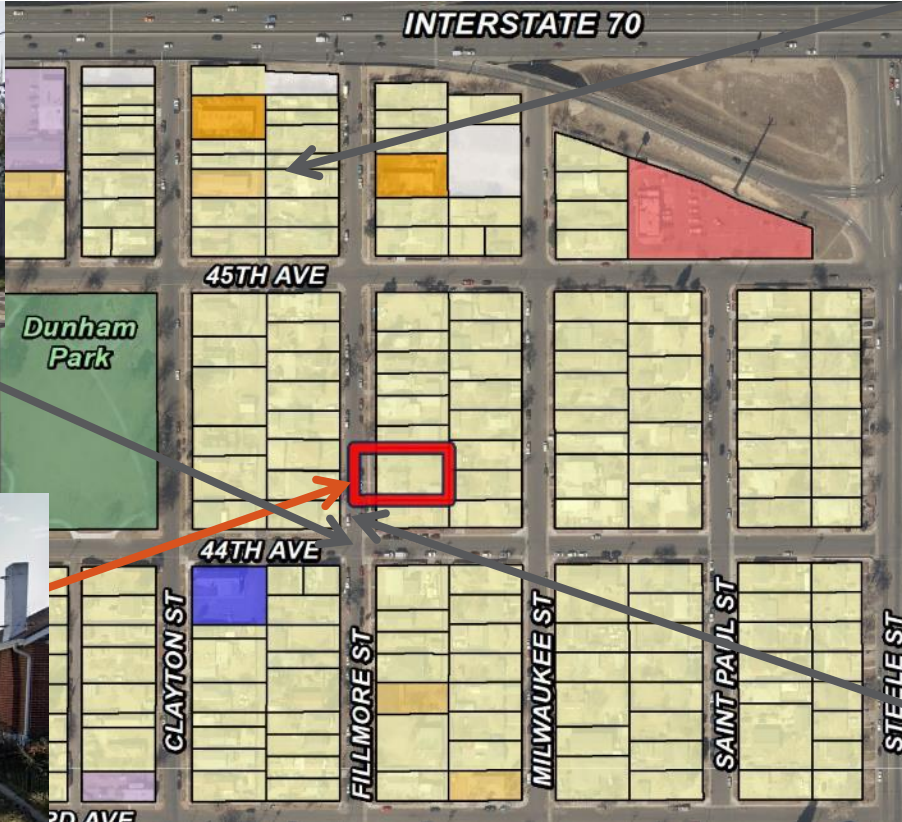 INTERSTATE 70
45TH AVE
Dunham
Park
44TH AVE
CLAYTON ST
FILLMORE ST
MILWAUKEE ST
SAINT PAUL ST
STEELE ST
AVE